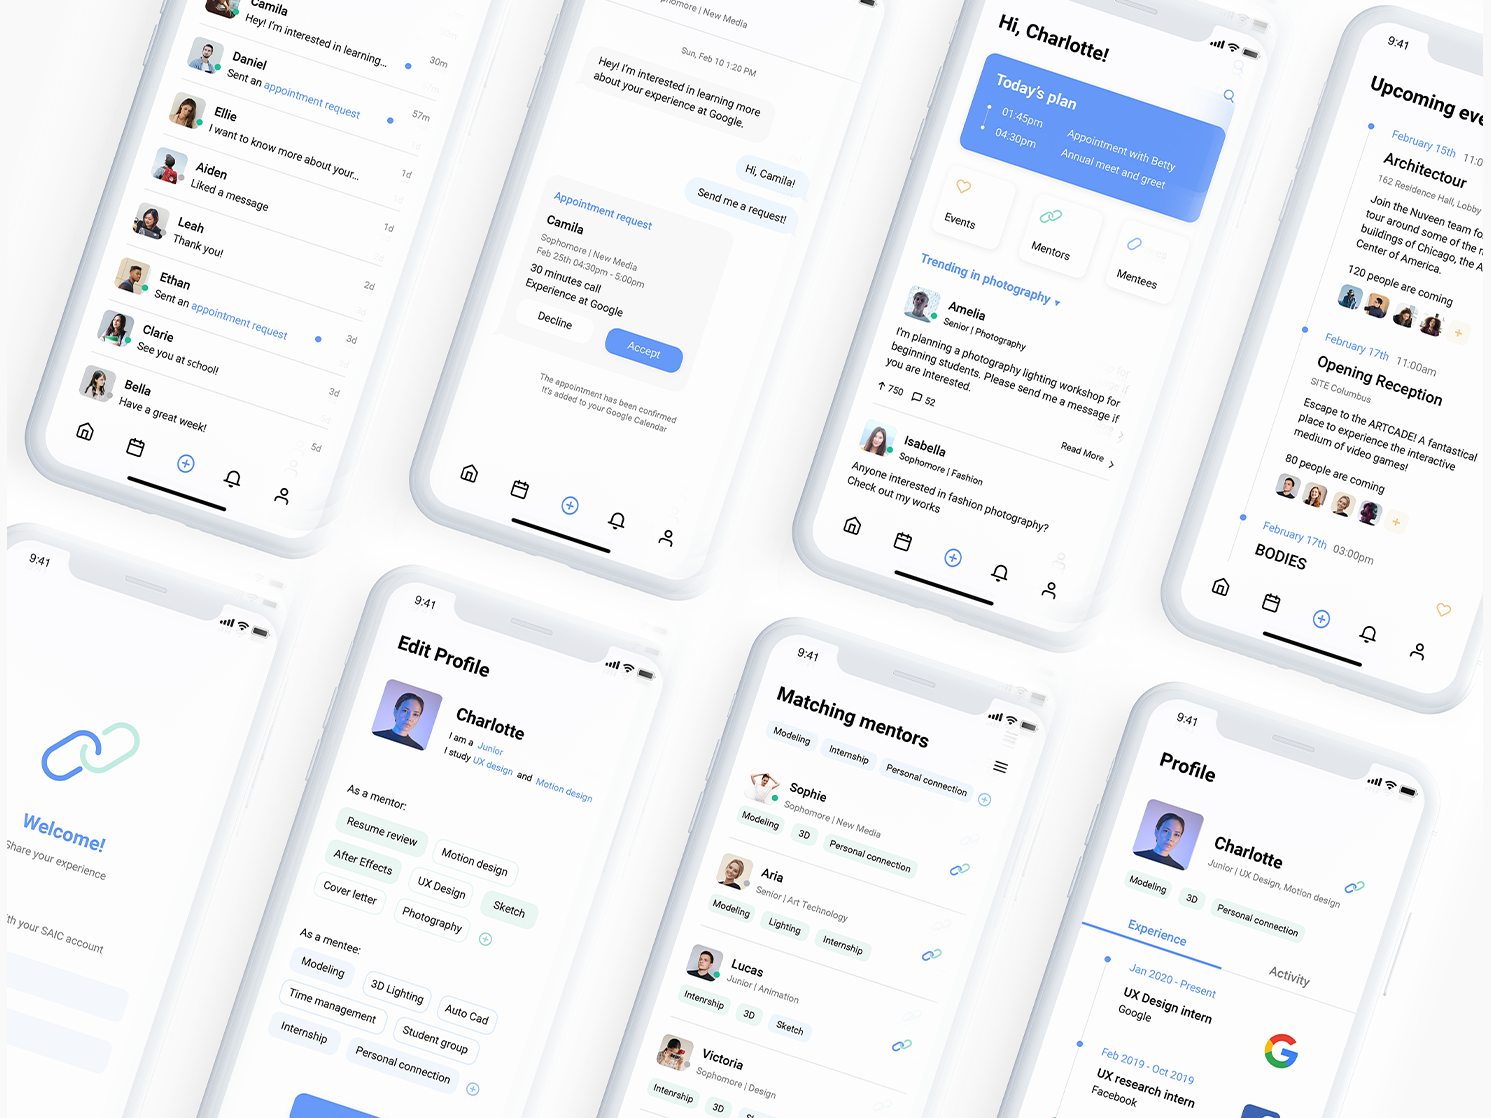 Camila
Hey! I'm interested in learning...
30m
Daniel
Sent an appointment request
57m
Ellie
I want to know more about your...
1d
Aiden
Liked a message
1d
Leah
Thank you!
2d
Ethan
Sent an appointment request
3d
Clarie
See you at school!
3d
Bella
Have a great week!
5d
Sophomore | New Media
Sun, Feb 10 1:20 PM
Hey! I'm interested in learning more
about your experience at Google.
Hi, Camila!
Send me a request!
Appointment request
Camila
Sophomore | New Media
Feb 25th 04:30pm - 5:00pm
30 minutes call
Experience at Google
Decline
Accept
The appointment has been confirmed
It's added to your Google Calendar
Hi, Charlotte!
Today's plan
01:45pm Appointment with Betty
04:30pm Annual meet and greet
Events
Mentors
Mentees
Trending in photography
Amelia
Senior | Photography
I'm planning a photography lighting workshop for
beginning students. Please send me a message if
you are Interested.
750 52
Read More
Isabella
Sophomore | Fashion
Anyone interested in fashion photography?
Check out my works
9:41
Upcoming eve
February 15th 11:0
Architectour
162 Residence Hall, Lobby
Join the Nuveen team fo
tour around some of the
buildings of Chicago, the A
Center of America.
120 people are coming
February 17th 11:00am
Opening Reception
SITE Columbus
Escape to the ARTCADE! A fantastical
place to experience the interactive
medium of video games!
80 people are coming
February 17th 03:00pm
BODIES
9:41
Welcome!
Share your experience
th your SAIC account
9:41
Edit Profile
Charlotte
I am a Junior
I study UX design and Motion design
As a mentor:
Resume review
Motion design
After Effects
UX Design
Sketch
Cover letter
Photography
As a mentee:
Modeling
3D Lighting
Auto Cad
Time management
Student group
Internship
Personal connection
9:41
Matching mentors
Modeling
Internship
Personal connection
Sophie
Sophomore | New Media
Modeling
3D
Personal connection
Aria
Senior | Art Technology
Modeling
Lighting
Internship
Lucas
Junior | Animation
Intenrship
3D
Sketch
Victoria
Sophomore | Design
Intenrship
3D
9:41
Profile
Charlotte
Junior | UX Design, Motion design
Modeling
3D
Personal connection
Experience
Activity
Jan 2020 - Present
UX Design intern
Google
Feb 2019 - Oct 2019
UX research intern
Facebook